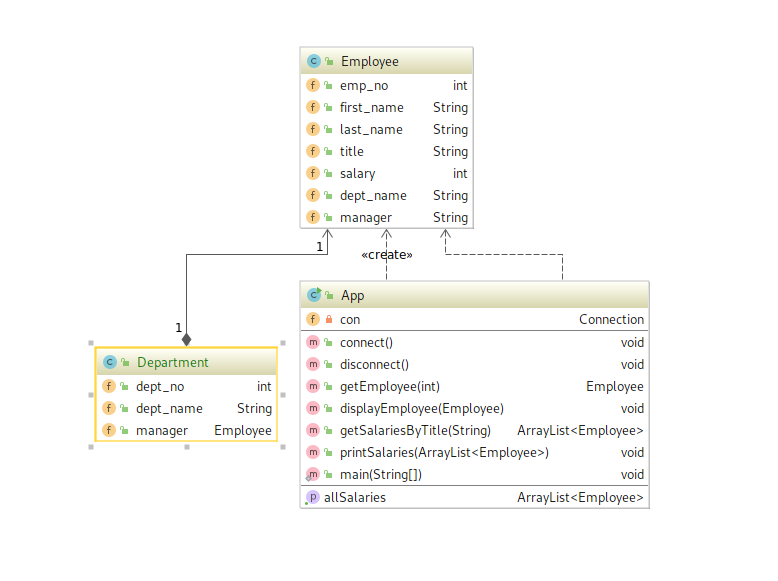 Employee
emp_no int
first_name String
last_name String
title String
salary int
dept_name String
manager String
1 «create»
1
Department
dept_no int
dept_name String
manager Employee
App
con Connection
connect() void
disconnect() void
getEmployee(int) Employee
displayEmployee(Employee) void
getSalariesByTitle(String) ArrayList<Employee>
printSalaries(ArrayList<Employee>) void
main(String[]) void
allSalaries ArrayList<Employee>